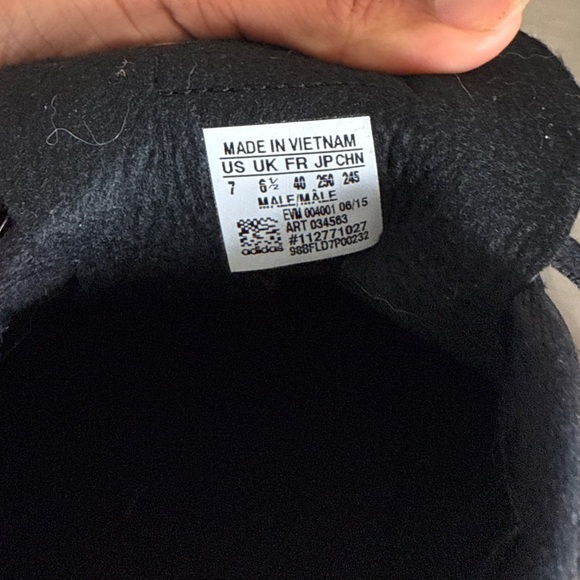 MADE IN VIETNAM
US UK FR JP CHN
7 6½ 40 250 245
MALE/MÂLE
EVM 004001 06/15
ART 034563
#112771027
988FLD7P00232
adidas